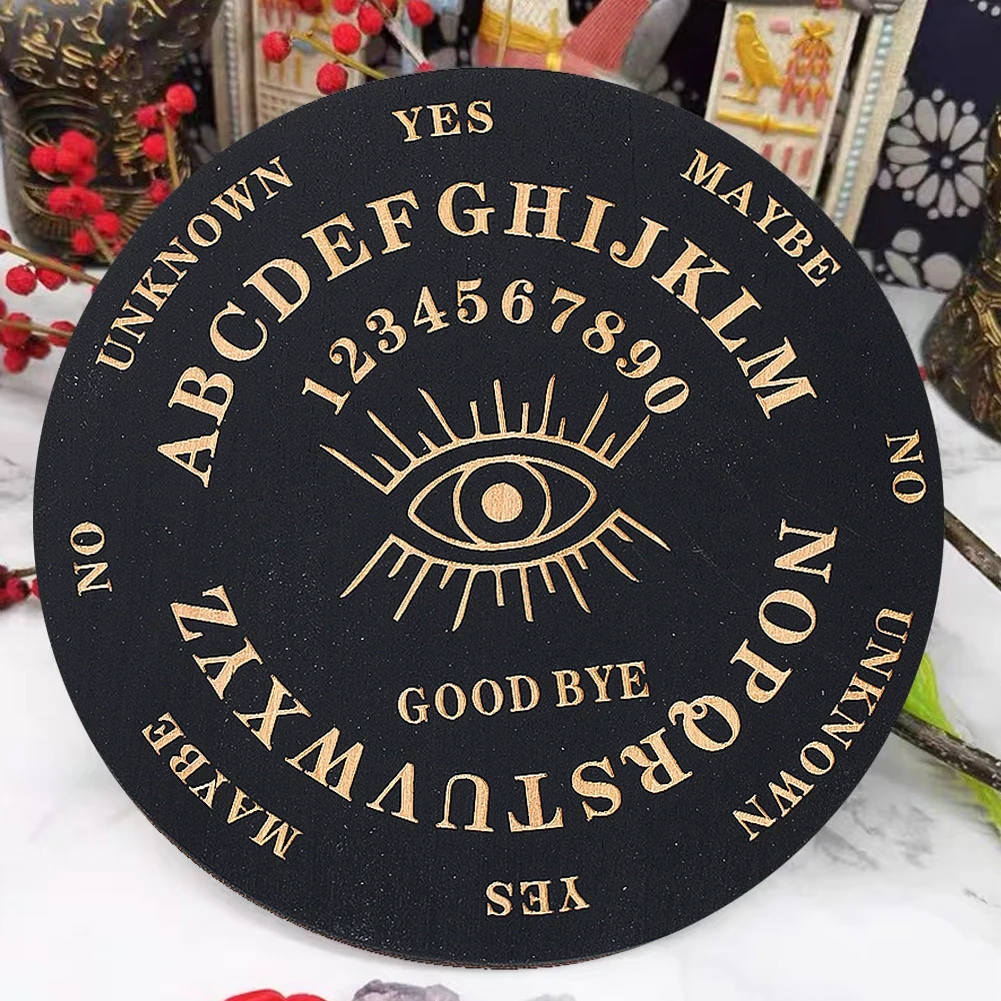 YES
MAYBE
NO
UNKNOWN
YES
MAYBE
NO
UNKNOWN
ABCDEFGHIJKLM
NOPQRSTUVWXYZ
1234567890
GOOD BYE